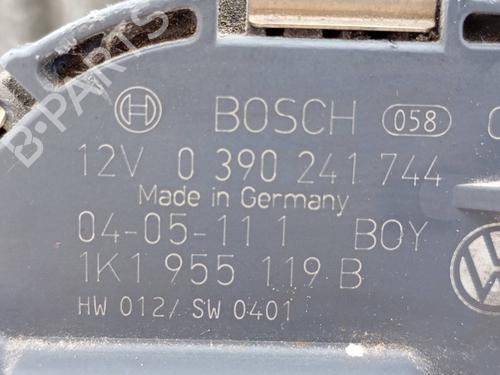 B-PARTS
BOSCH 058
12V 0 390 241 744
Made in Germany
04-05-11 1 BOY
1K1 955 119 B
HW 012/ SW 0401